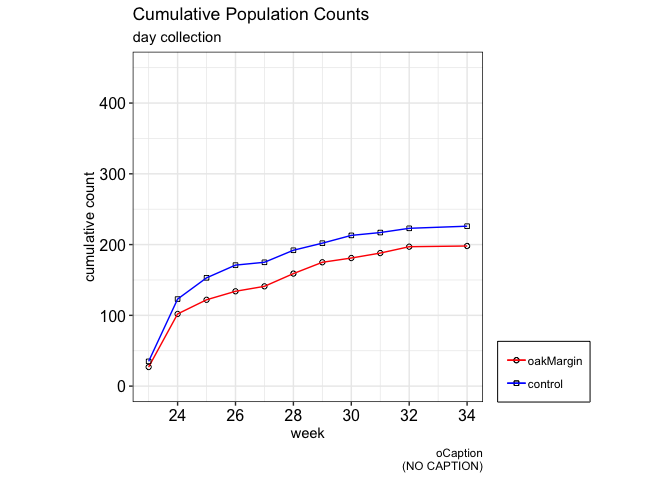 Cumulative Population Counts
day collection
cumulative count
400
300
200
100
0
24 26 28 30 32 34
week
oakMargin
control
oCaption
(NO CAPTION)